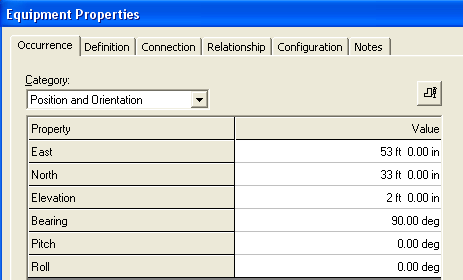 Equipment Properties
Occurrence Definition Connection Relationship Configuration Notes
Category:
Position and Orientation
Property Value
East 53 ft 0.00 in
North 33 ft 0.00 in
Elevation 2 ft 0.00 in
Bearing 90.00 deg
Pitch 0.00 deg
Roll 0.00 deg